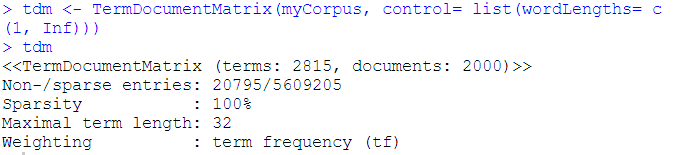 > tdm <- TermDocumentMatrix(myCorpus, control= list(wordLengths= c
(1, Inf)))
> tdm
<<TermDocumentMatrix (terms: 2815, documents: 2000)>>
Non-/sparse entries: 20795/5609205
Sparsity           : 100%
Maximal term length: 32
Weighting          : term frequency (tf)